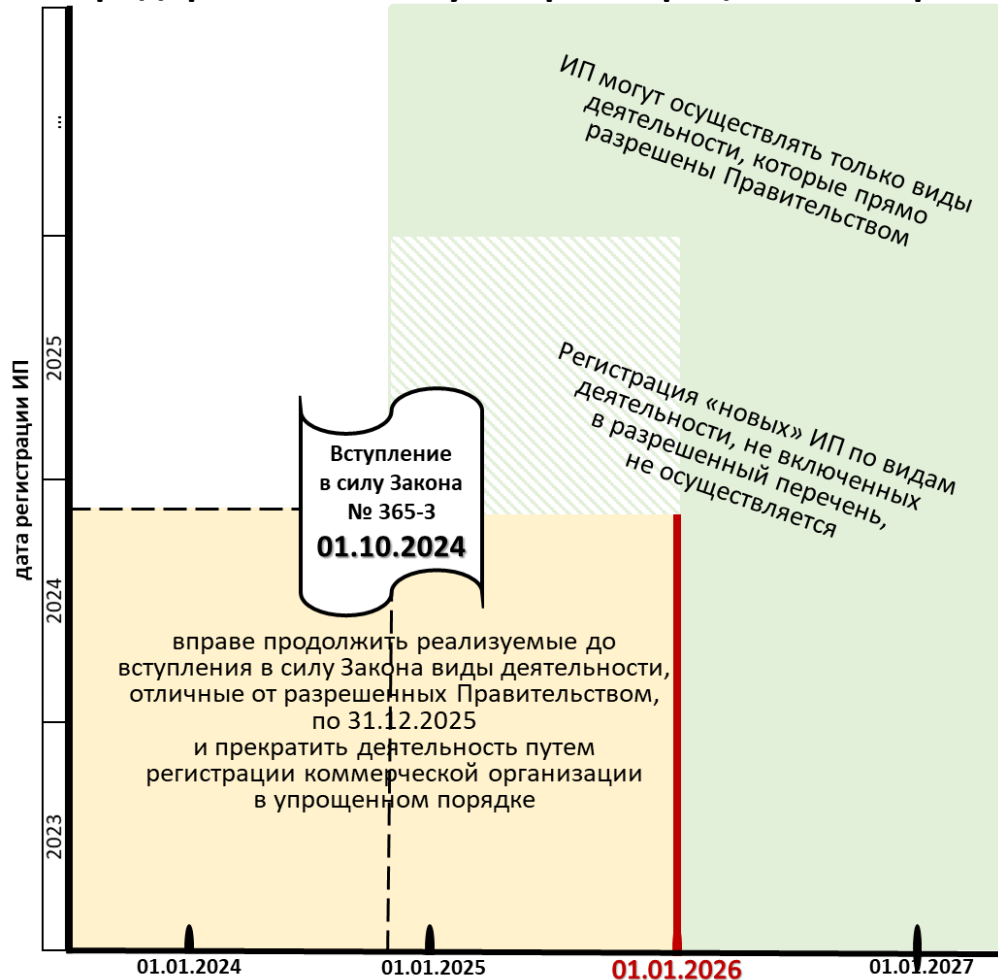 ИП могут осуществлять только виды
деятельности, которые прямо
разрешены Правительством
Регистрация «новых» ИП по видам
деятельности, не включенных
в разрешенный перечень,
не осуществляется
Вступление
в силу Закона
№ 365-З
01.10.2024
вправе продолжить реализуемые до
вступления в силу Закона виды деятельности,
отличные от разрешенных Правительством,
по 31.12.2025
и прекратить деятельность путем
регистрации коммерческой организации
в упрощенном порядке
дата регистрации ИП
...
2025
2024
2023
01.01.2024
01.01.2025
01.01.2026
01.01.2027